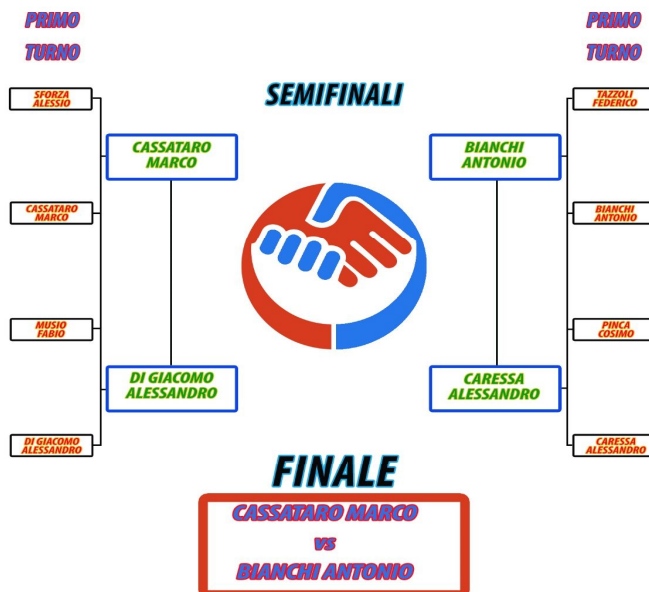 PRIMO
TURNO
SFORZA
ALESSIO
CASSATARO
MARCO
MUSIO
FABIO
DI GIACOMO
ALESSANDRO
CASSATARO
MARCO
DI GIACOMO
ALESSANDRO
SEMIFINALI
BIANCHI
ANTONIO
CARESSA
ALESSANDRO
PRIMO
TURNO
TAZZOLI
FEDERICO
BIANCHI
ANTONIO
PINCA
COSIMO
CARESSA
ALESSANDRO
FINALE
CASSATARO MARCO
vs
BIANCHI ANTONIO